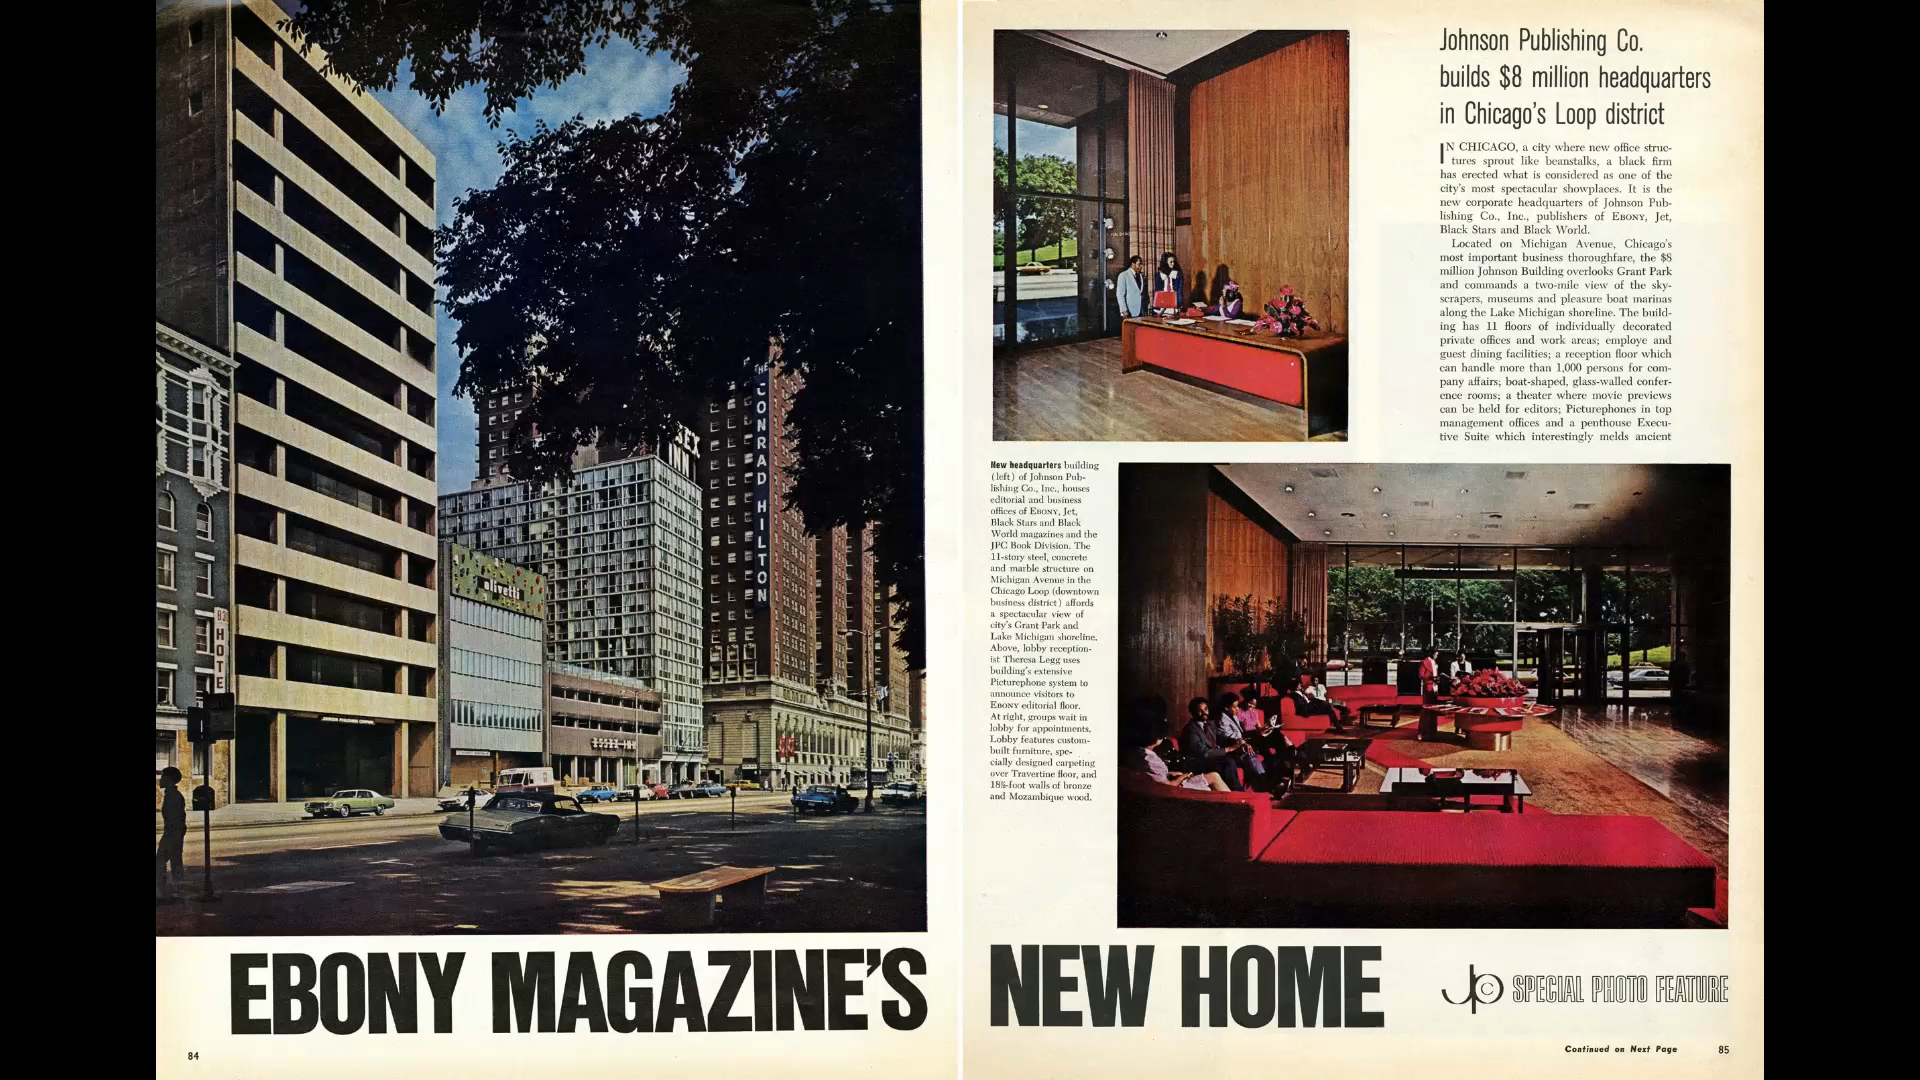 THE
CONRAD HILTON
olivetti
HOTE
ESSEX INN
EBONY MAGAZINE'S
84
Johnson Publishing Co.
builds $8 million headquarters
in Chicago's Loop district
IN CHICAGO, a city where new office struc-
tures sprout like beanstalks, a black firm
has erected what is considered as one of the
city's most spectacular showplaces. It is the
new corporate headquarters of Johnson Pub-
lishing Co., Inc., publishers of EBONY, Jet,
Black Stars and Black World.
Located on Michigan Avenue, Chicago's
most important business thoroughfare, the $8
million Johnson Building overlooks Grant Park
and commands a two-mile view of the sky-
scrapers, museums and pleasure boat marinas
along the Lake Michigan shoreline. The build-
ing has 11 floors of individually decorated
private offices and work areas; employe and
guest dining facilities; a reception floor which
can handle more than 1,000 persons for com-
pany affairs; boat-shaped, glass-walled confer-
ence rooms; a theater where movie previews
can be held for editors; Picturephones in top
management offices and a penthouse Execu-
tive Suite which interestingly melds ancient
New headquarters building
(left) of Johnson Pub-
lishing Co., Inc., houses
editorial and business
offices of EBONY, Jet,
Black Stars and Black
World magazines and the
JPC Book Division. The
11-story steel, concrete
and marble structure on
Michigan Avenue in the
Chicago Loop (downtown
business district) affords
a spectacular view of
city's Grant Park and
Lake Michigan shoreline.
Above, lobby reception-
ist Theresa Legg uses
building's extensive
Picturephone system to
announce visitors to
EBONY editorial floor.
At right, groups wait in
lobby for appointments.
Lobby features custom-
built furniture, spe-
cially designed carpeting
over Travertine floor, and
18½-foot walls of bronze
and Mozambique wood.
NEW HOME
JPC SPECIAL PHOTO FEATURE
Continued on Next Page
85